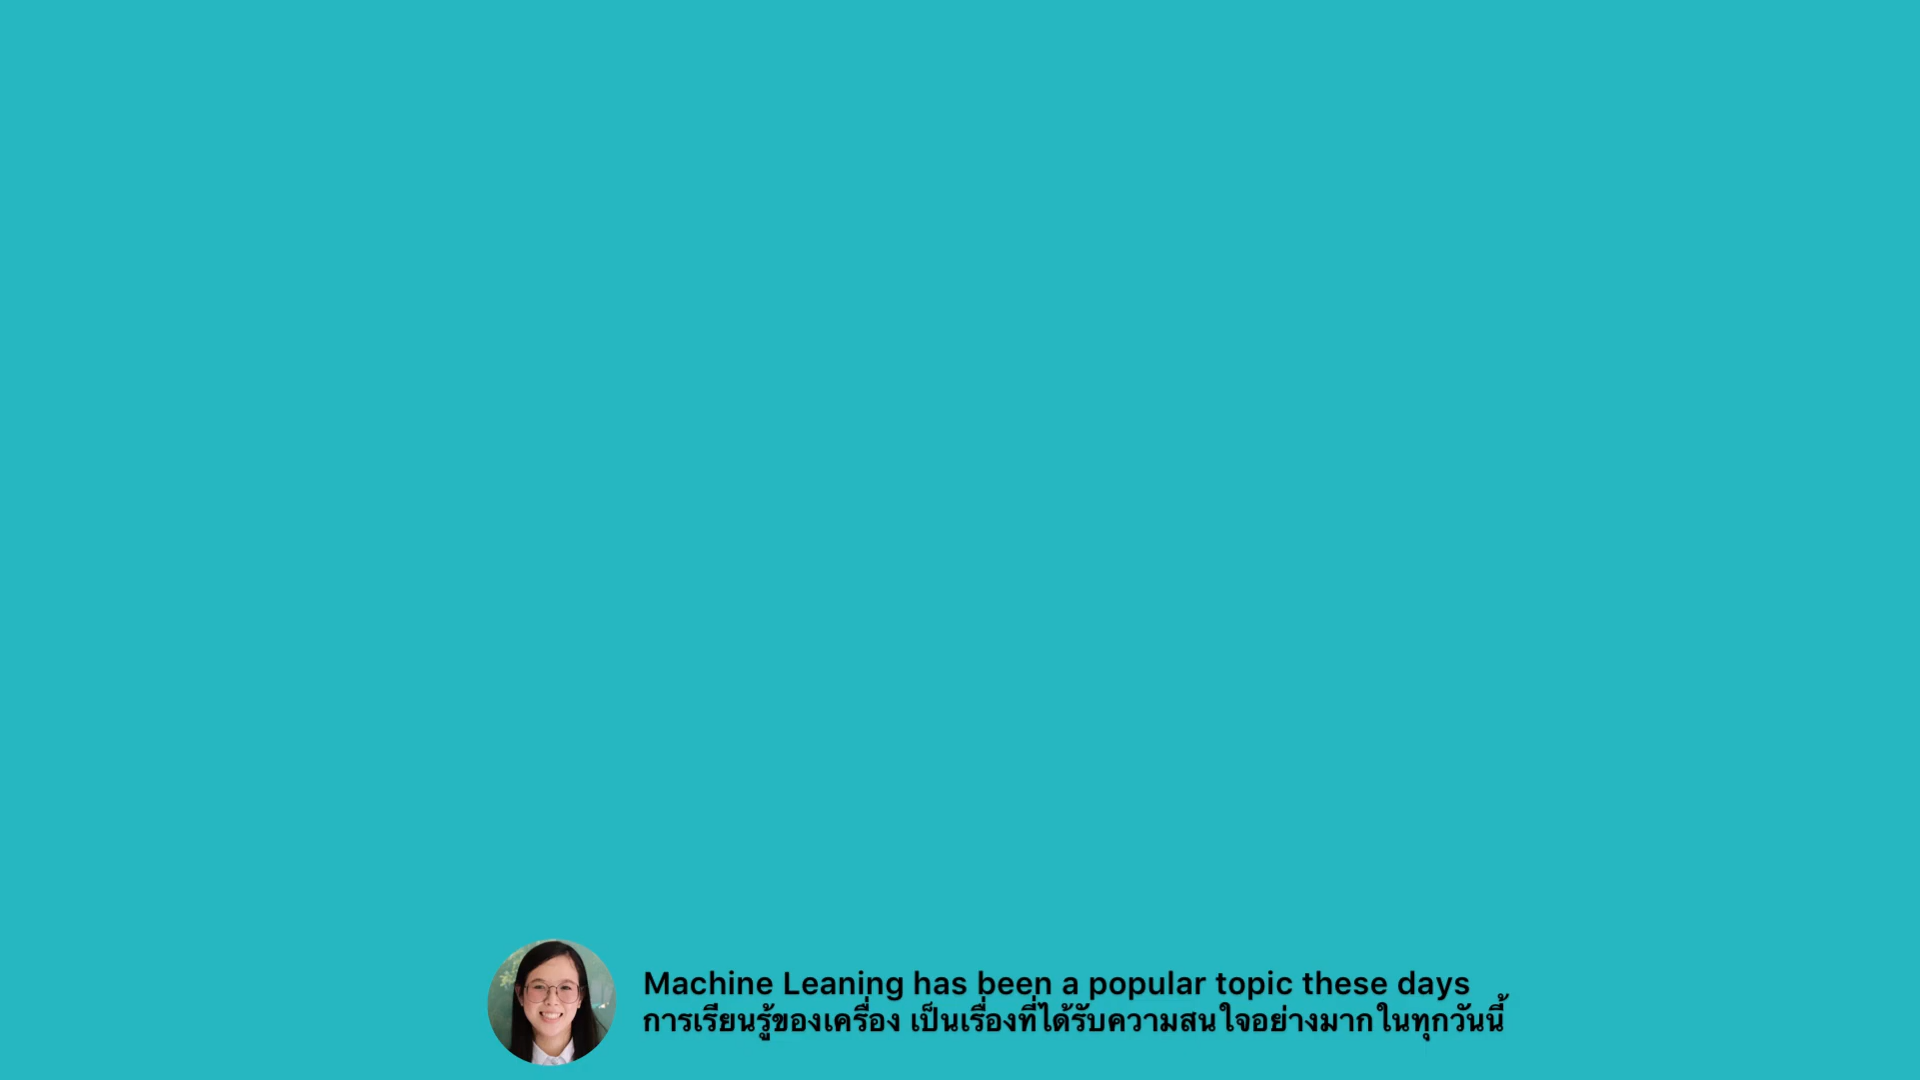 Machine Leaning has been a popular topic these days
การเรียนรู้ของเครื่อง เป็นเรื่องที่ได้รับความสนใจอย่างมากในทุกวันนี้